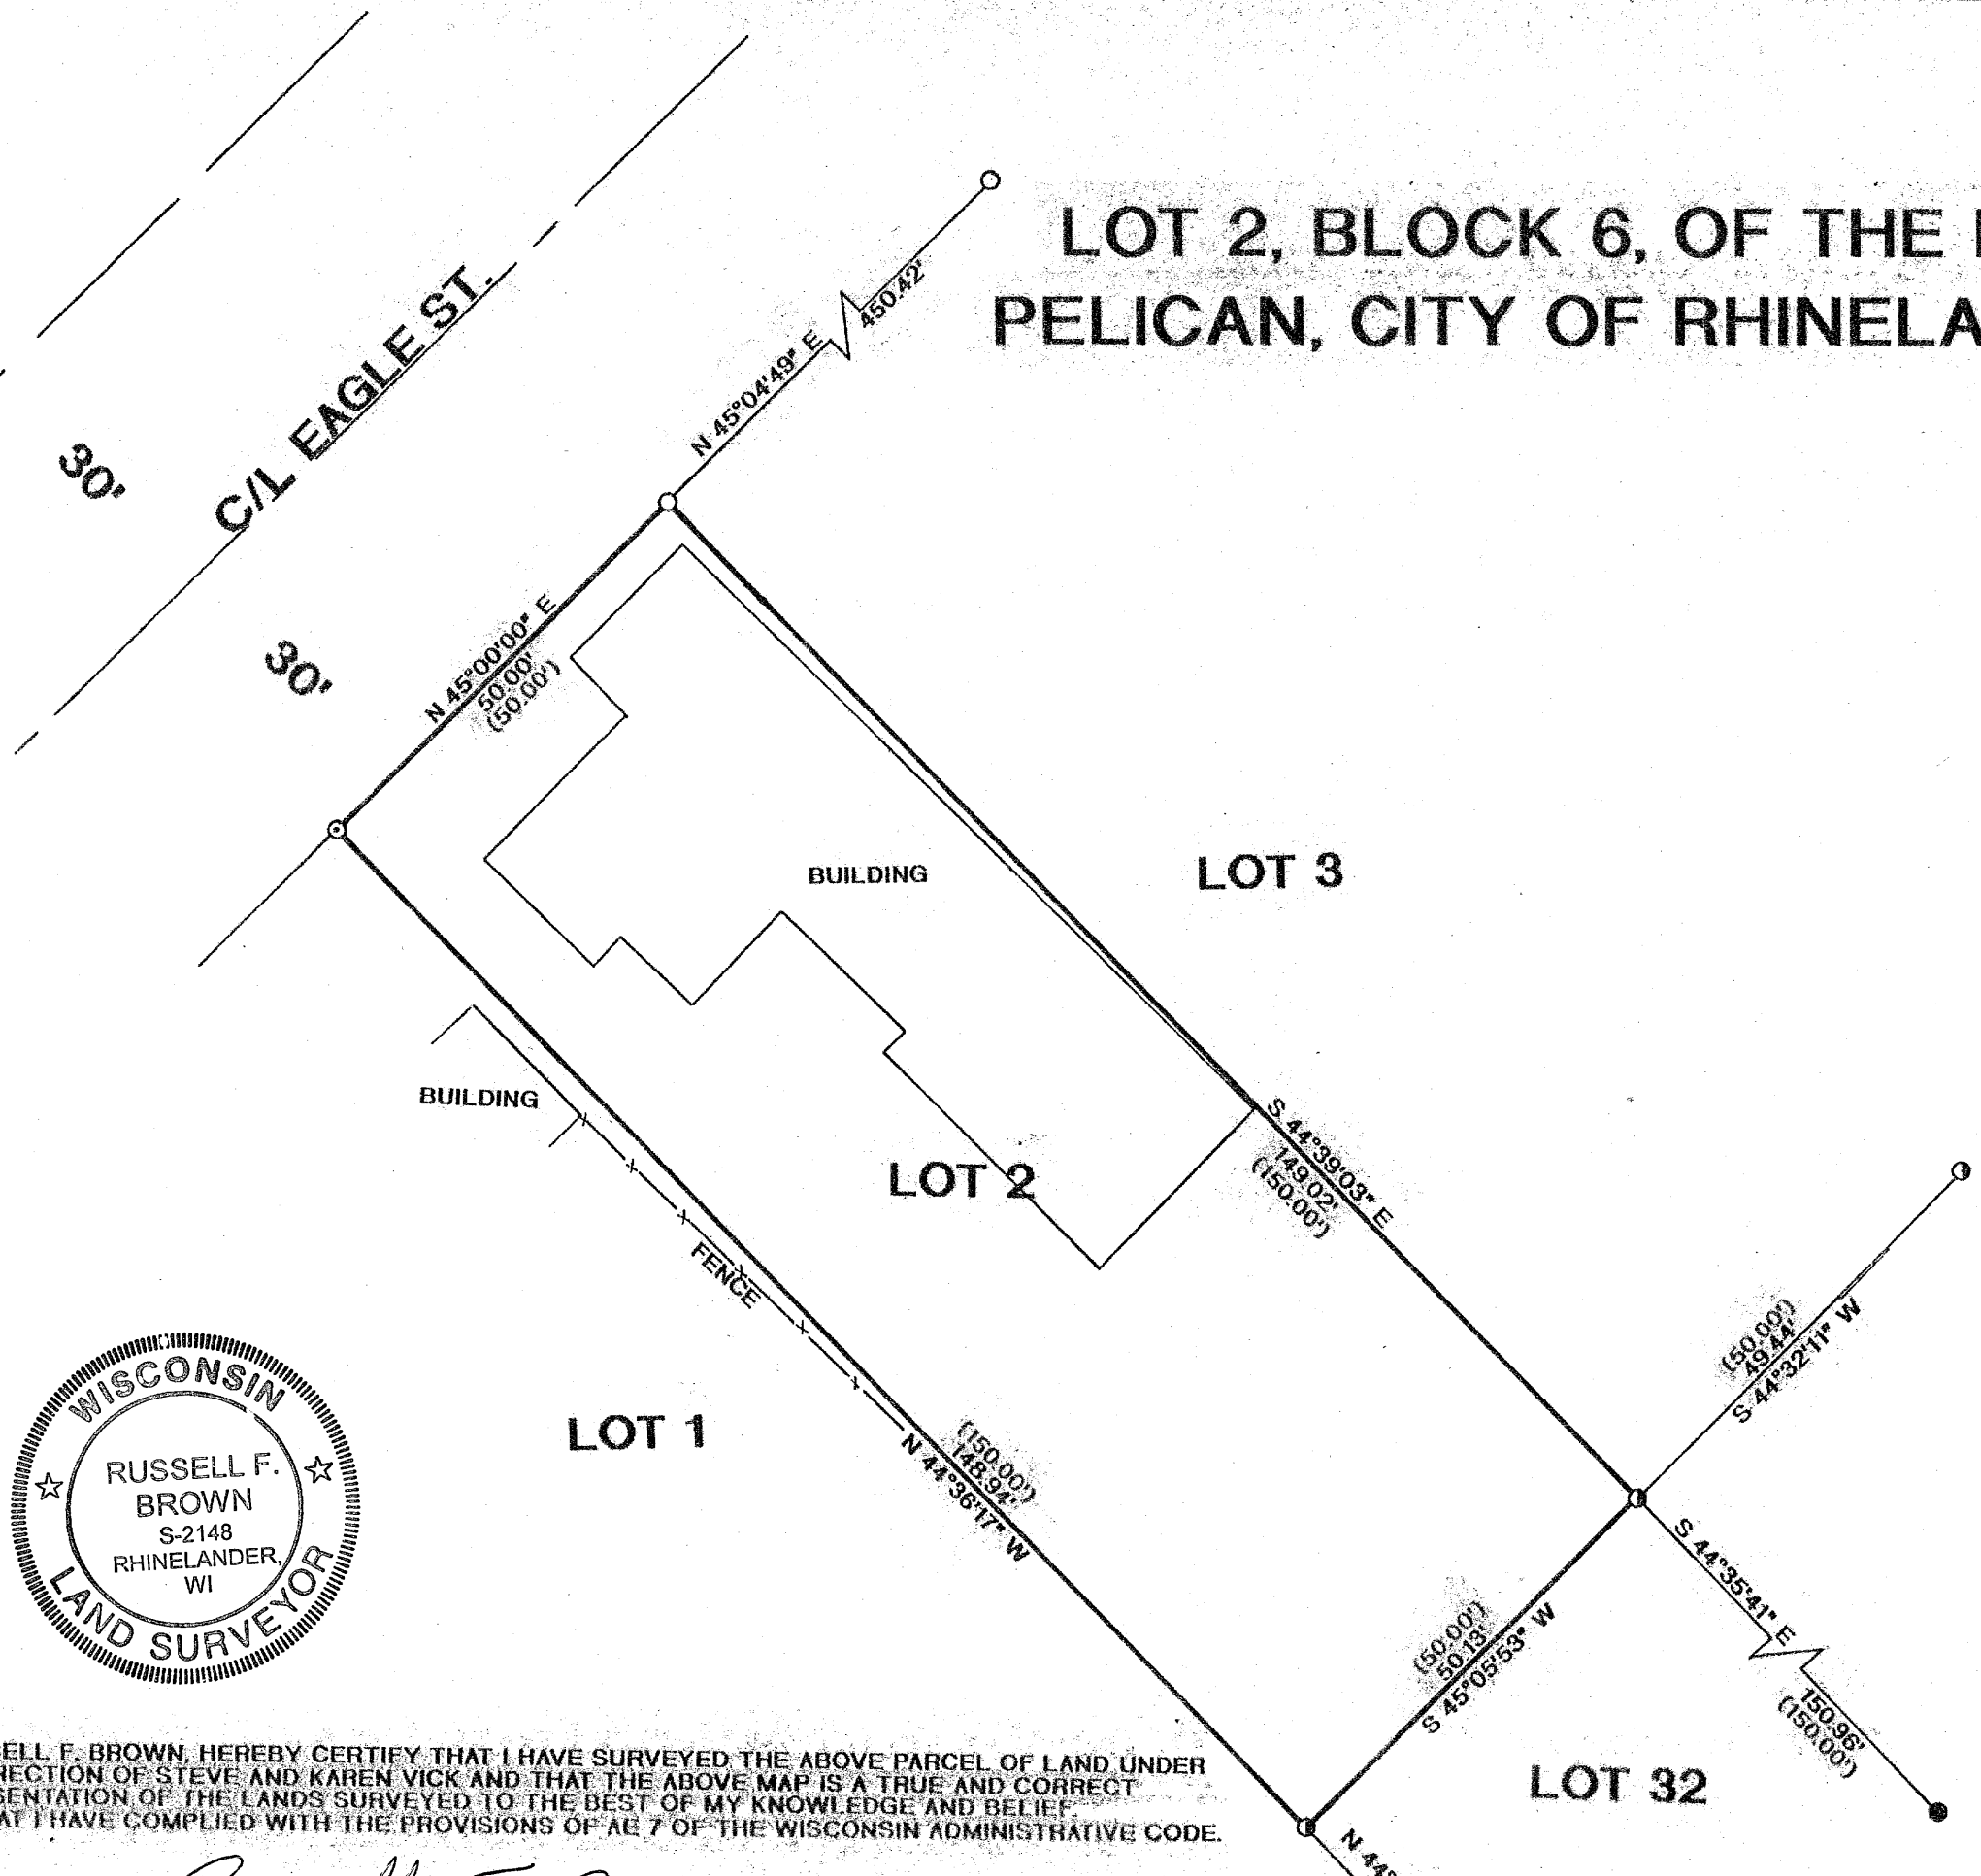 LOT 2, BLOCK 6, OF THE
PELICAN, CITY OF RHINELA
C/L EAGLE ST.
30'
30'
N 45°04'49" E
450.42'
N 45°00'00" E
50.00'
(50.00')
BUILDING
LOT 3
BUILDING
LOT 2
S 44°39'03" E
149.02'
(150.00')
FENCE
(50.00')
49.44'
S 44°32'11" W
LOT 1
(150.00')
148.94'
N 44°36'17" W
WISCONSIN
RUSSELL F.
BROWN
S-2148
RHINELANDER,
WI
LAND SURVEYOR
S 44°35'41" E
150.96'
(150.00')
(50.00')
50.13'
S 45°05'53" W
LOT 32
N 44°
ELL F. BROWN, HEREBY CERTIFY THAT I HAVE SURVEYED THE ABOVE PARCEL OF LAND UNDER
RECTION OF STEVE AND KAREN VICK AND THAT THE ABOVE MAP IS A TRUE AND CORRECT
SENTATION OF THE LANDS SURVEYED TO THE BEST OF MY KNOWLEDGE AND BELIEF.
AT I HAVE COMPLIED WITH THE PROVISIONS OF AE 7 OF THE WISCONSIN ADMINISTRATIVE CODE.